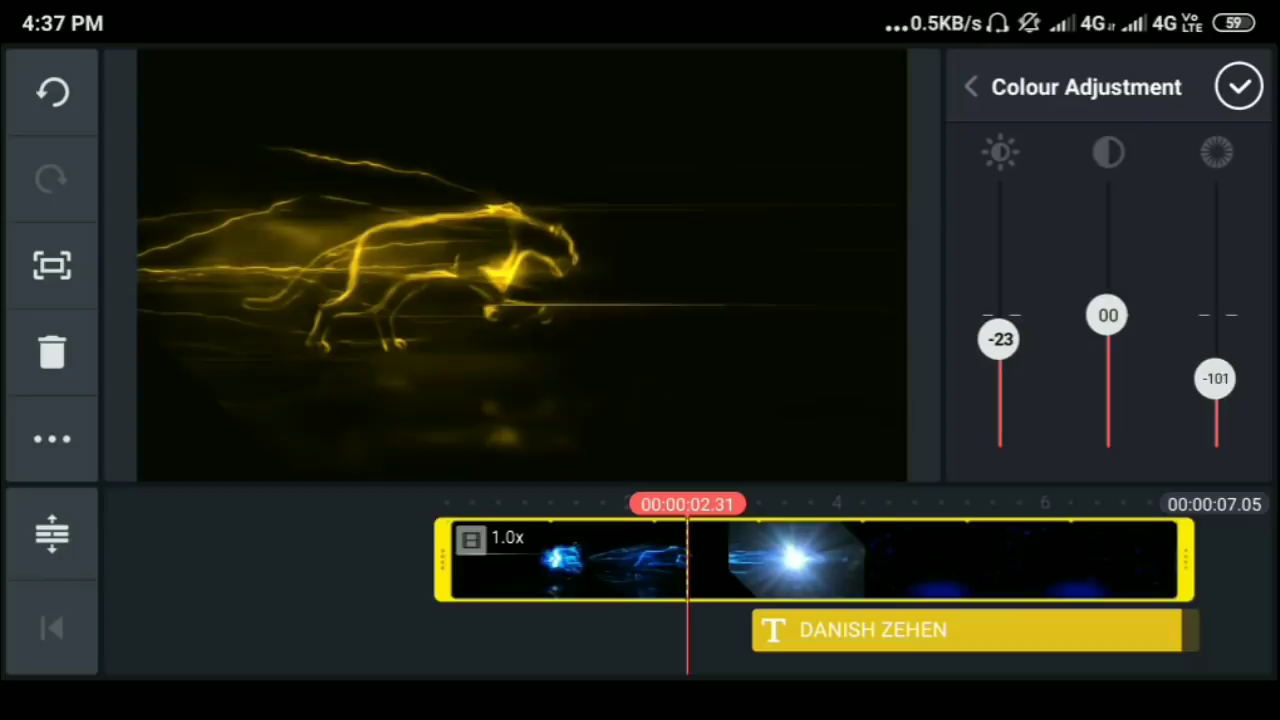 4:37 PM
...0.5KB/s 4G 4G Vo LTE 59
Colour Adjustment
-23
00
-101
00:00:02.31
4
6
00:00:07.05
1.0x
T DANISH ZEHEN